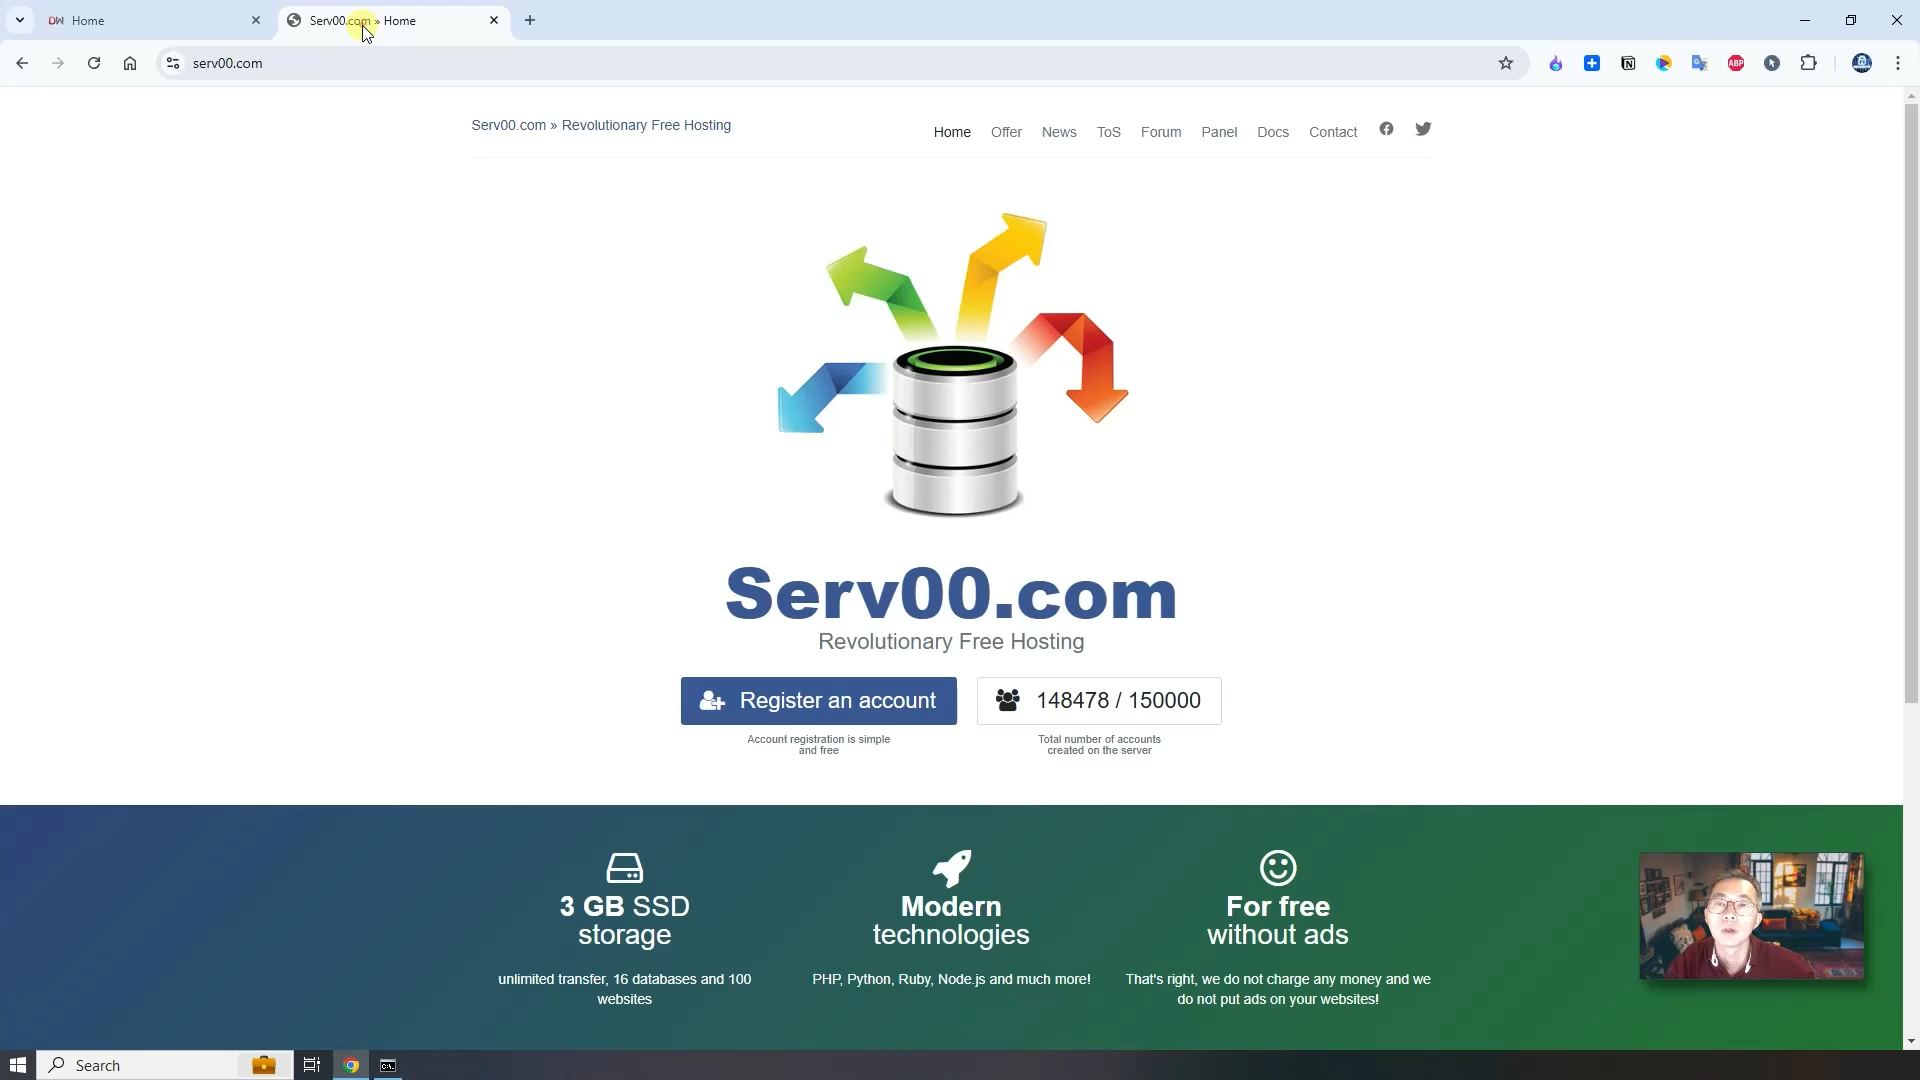 Home
Serv00.com » Home
serv00.com
Serv00.com » Revolutionary Free Hosting
Home Offer News ToS Forum Panel Docs Contact
Serv00.com
Revolutionary Free Hosting
Register an account
148478 / 150000
Account registration is simple
and free
Total number of accounts
created on the server
3 GB SSD
storage
unlimited transfer, 16 databases and 100
websites
Modern
technologies
PHP, Python, Ruby, Node.js and much more!
For free
without ads
That's right, we do not charge any money and we
do not put ads on your websites!
Search